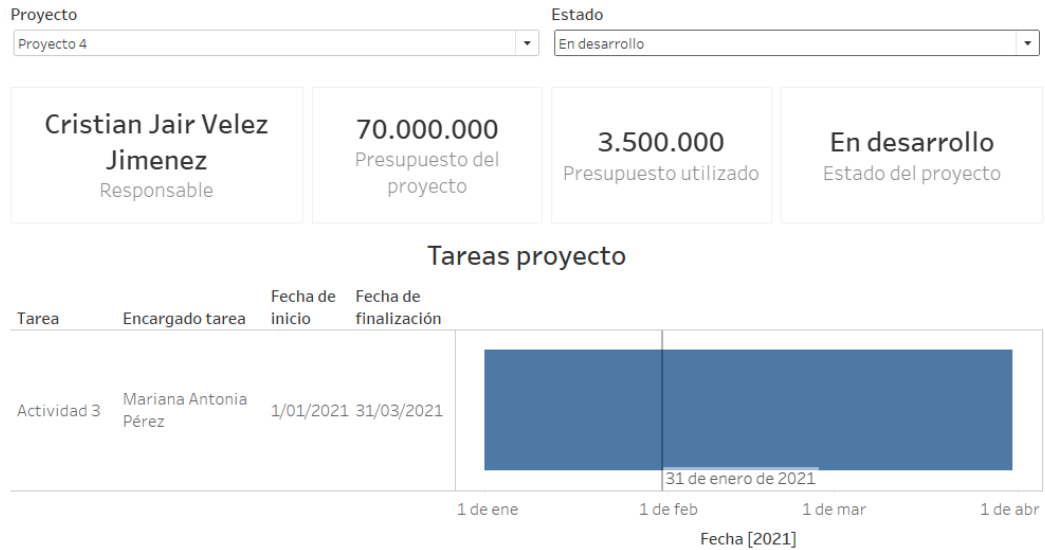 Proyecto
Estado
Proyecto 4
En desarrollo
Cristian Jair Velez
Jimenez
Responsable
70.000.000
Presupuesto del
proyecto
3.500.000
Presupuesto utilizado
En desarrollo
Estado del proyecto
Tareas proyecto
Tarea
Encargado tarea
Fecha de
inicio
Fecha de
finalización
Actividad 3
Mariana Antonia
Pérez
1/01/2021
31/03/2021
31 de enero de 2021
1 de ene
1 de feb
1 de mar
1 de abr
Fecha [2021]